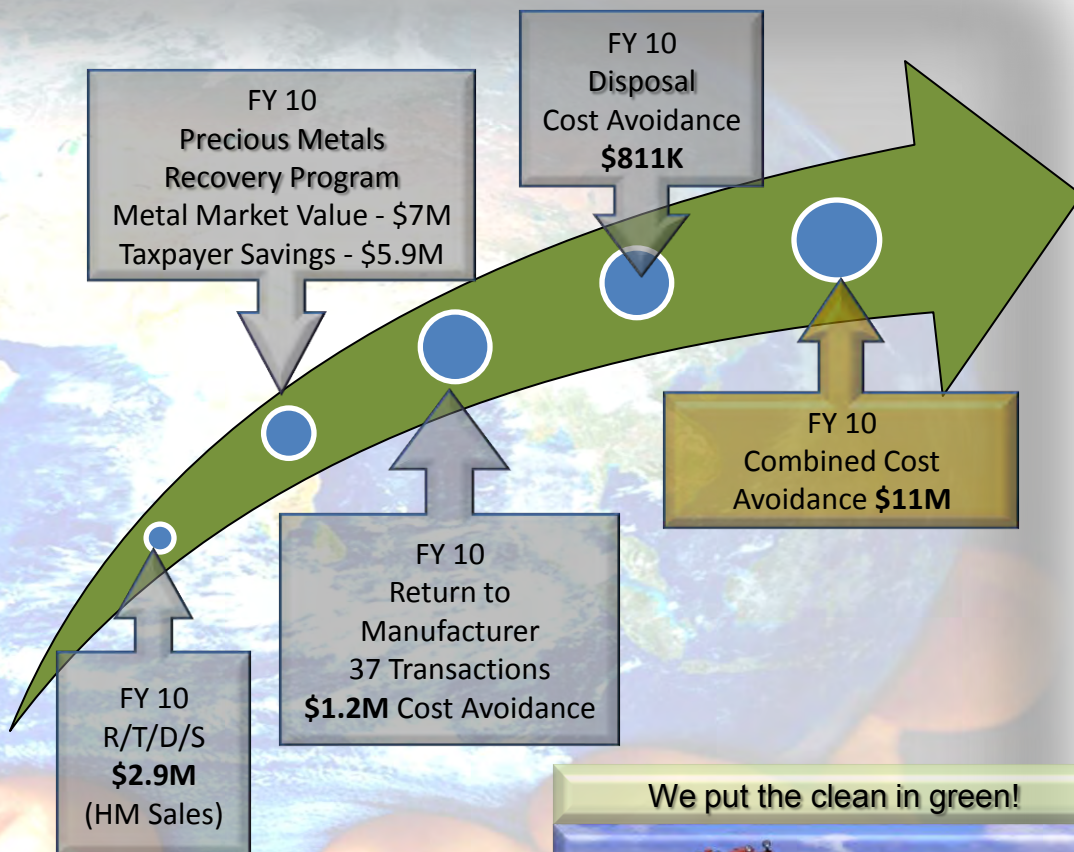 FY 10
Disposal
Cost Avoidance
$811K
FY 10
Precious Metals
Recovery Program
Metal Market Value - $7M
Taxpayer Savings - $5.9M
FY 10
Combined Cost
Avoidance $11M
FY 10
Return to
Manufacturer
37 Transactions
$1.2M Cost Avoidance
FY 10
R/T/D/S
$2.9M
(HM Sales)
We put the clean in green!